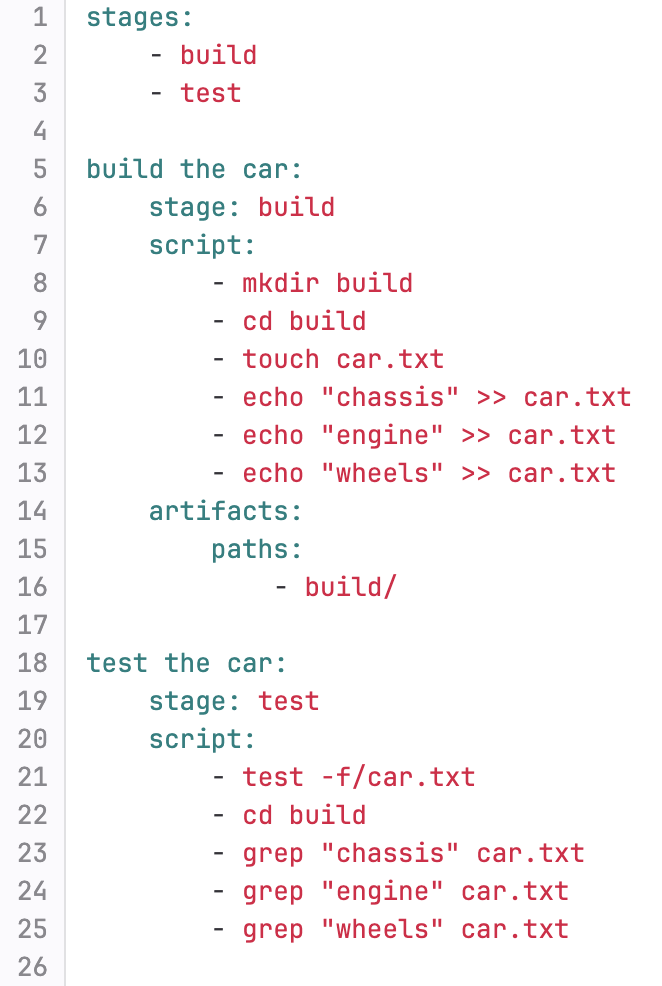 1 stages:
2     - build
3     - test
4
5 build the car:
6     stage: build
7     script:
8         - mkdir build
9         - cd build
10         - touch car.txt
11         - echo "chassis" >> car.txt
12         - echo "engine" >> car.txt
13         - echo "wheels" >> car.txt
14     artifacts:
15         paths:
16             - build/
17
18 test the car:
19     stage: test
20     script:
21         - test -f/car.txt
22         - cd build
23         - grep "chassis" car.txt
24         - grep "engine" car.txt
25         - grep "wheels" car.txt
26